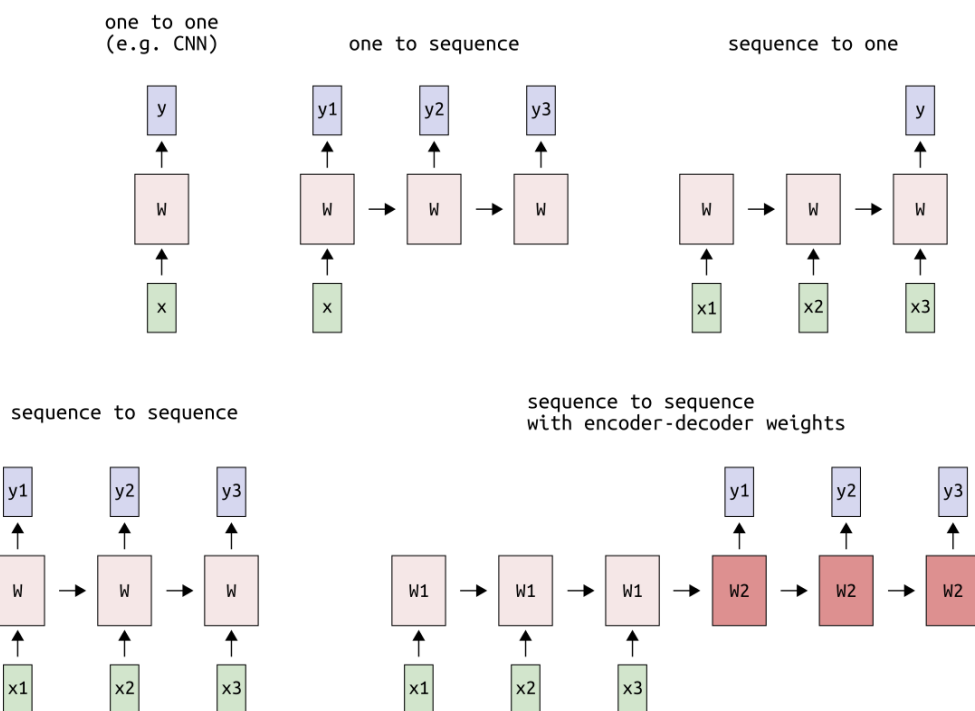 one to one
(e.g. CNN)
one to sequence
sequence to one
y
y1 y2 y3
y
W
W W W
W W W
x
x
x1 x2 x3
sequence to sequence
sequence to sequence
with encoder-decoder weights
y1 y2 y3
y1 y2 y3
W W W
W1 W1 W1 W2 W2 W2
x1 x2 x3
x1 x2 x3